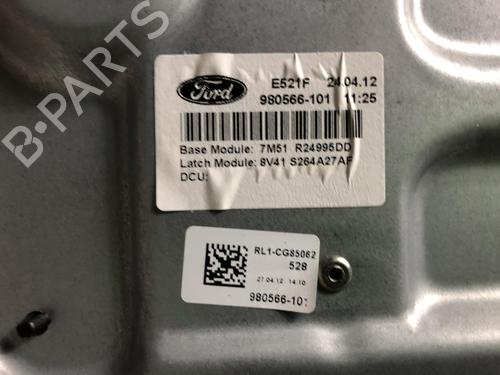 B-PARTS
Ford
E521F 24.04.12
980566-101 11:25
Base Module: 7M51 R24995DD
Latch Module: 8V41 S264A27AF
DCU:
RL1-CG85062
528
27.04.12 14:10
980566-101